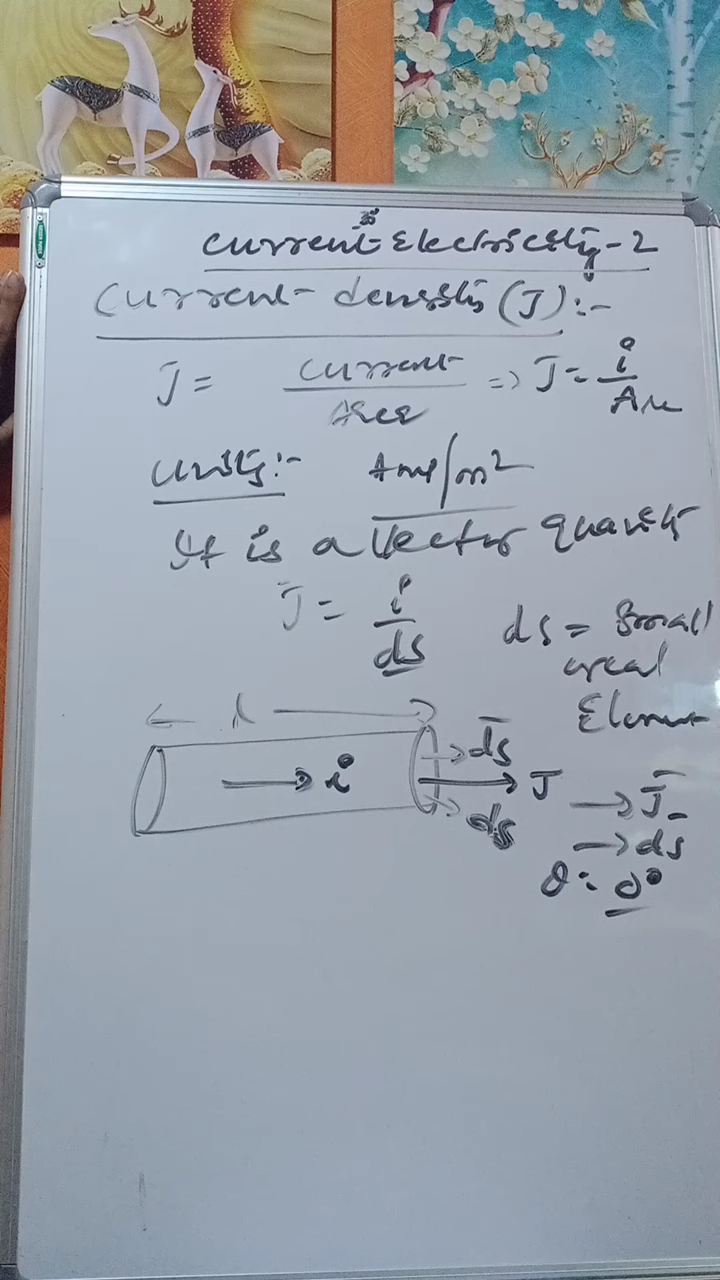 ॐ
Current Electricity-2
Current density (J):-
J = Current / Area => J = i / Area
Units:- Amp/m²
It is a Vector quantity
J = i / ds
ds = Small areal Element
l
ds
i
J
ds
J
ds
θ = 0°